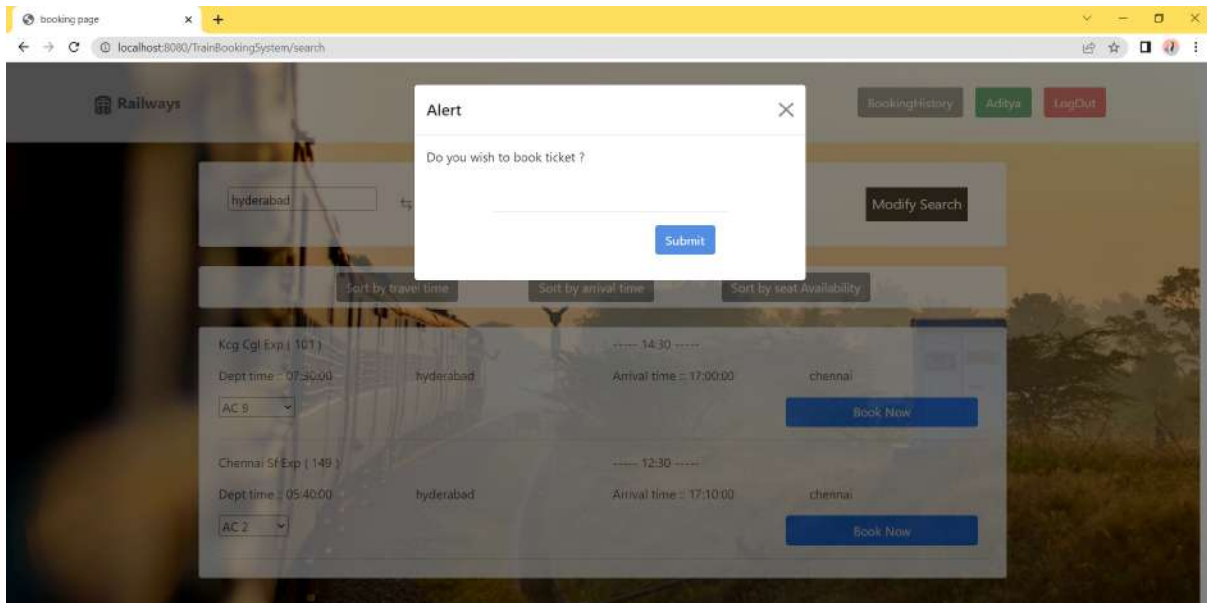 booking page
localhost:8080/TrainBookingSystem/search
Railways
BookingHistory Aditya LogOut
Alert
Do you wish to book ticket ?
Submit
hyderabad
Modify Search
Sort by travel time Sort by arrival time Sort by seat Availability
Kcg Cgl Exp ( 101 ) ----- 14:30 -----
Dept time :: 07:30:00 hyderabad Arrival time :: 17:00:00 chennai
AC 9 Book Now
Chennai Sf Exp ( 149 ) ----- 12:30 -----
Dept time :: 05:40:00 hyderabad Arrival time :: 17:10:00 chennai
AC 2 Book Now